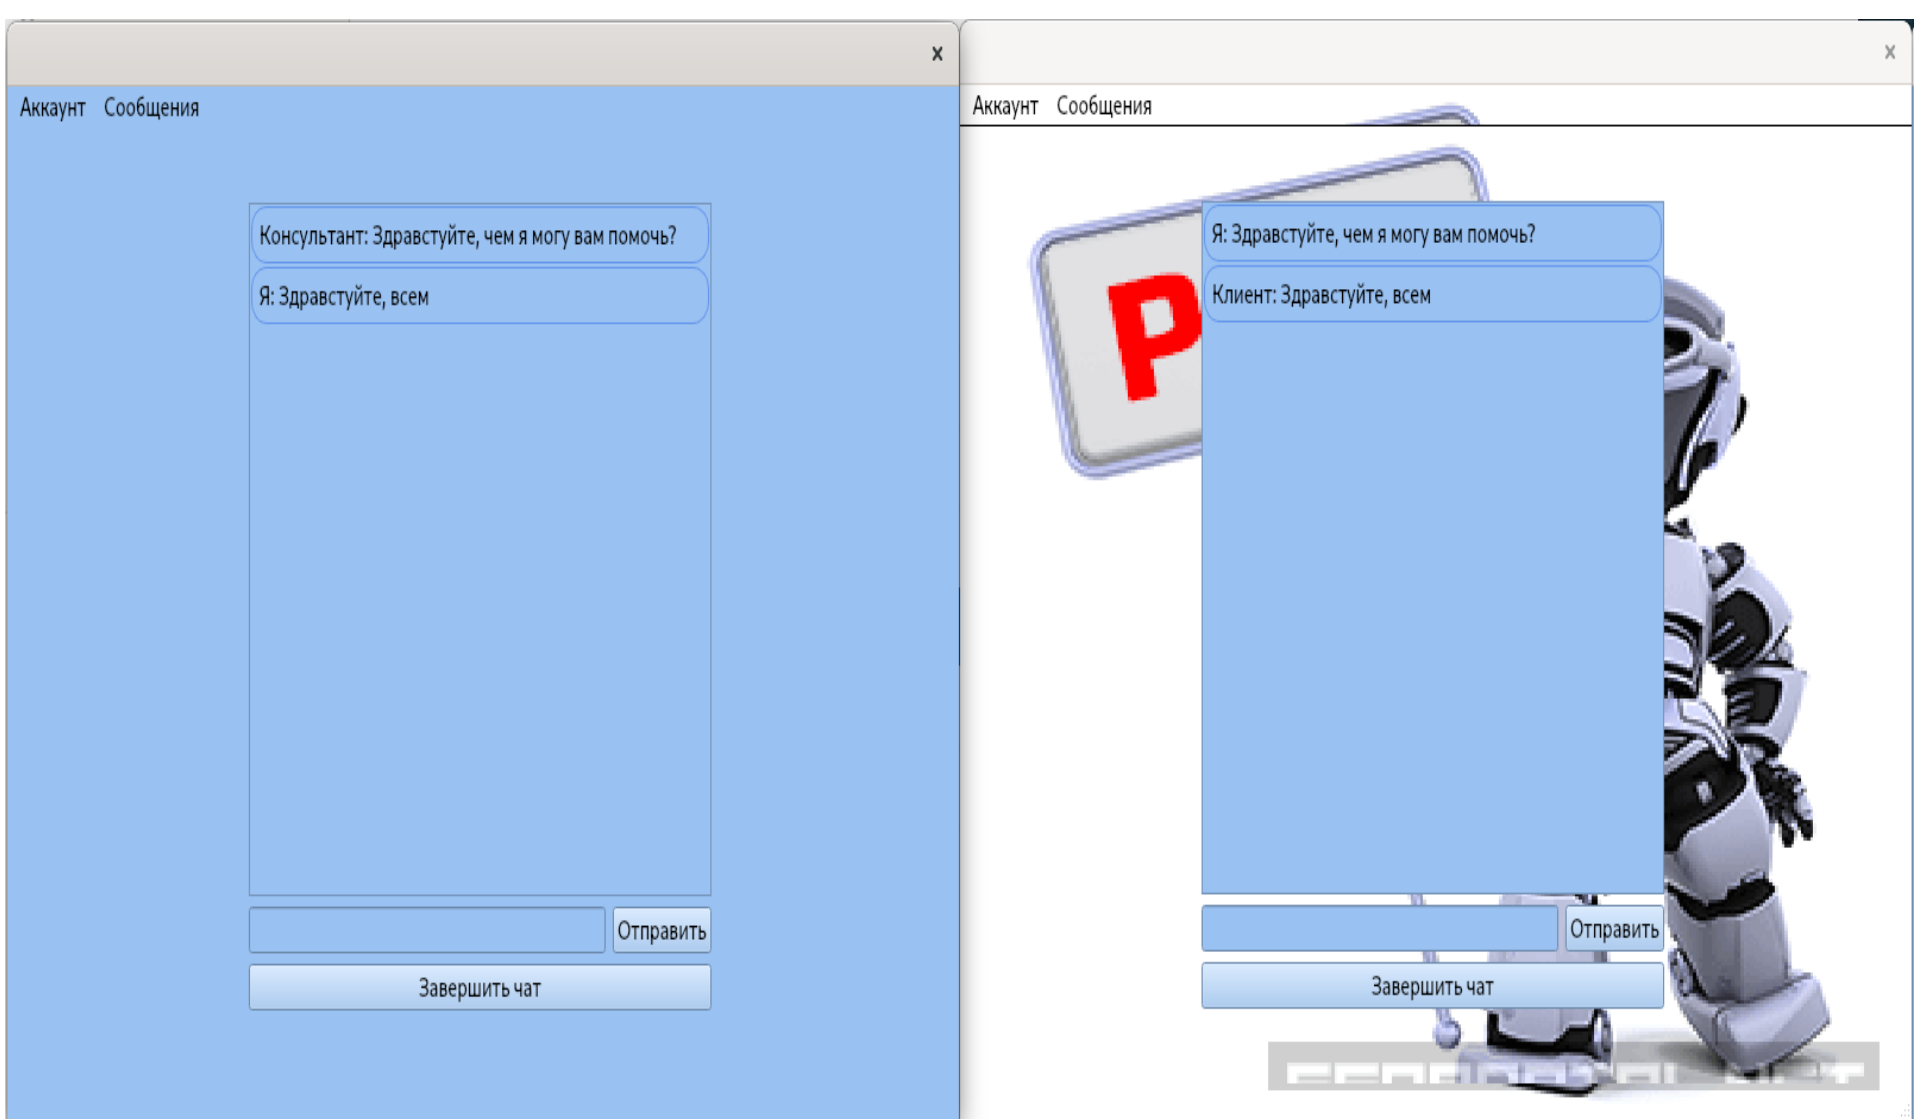 x
Аккаунт Сообщения
Консультант: Здравстуйте, чем я могу вам помочь?
Я: Здравстуйте, всем
Отправить
Завершить чат
x
Аккаунт Сообщения
Р
Я: Здравстуйте, чем я могу вам помочь?
Клиент: Здравстуйте, всем
Отправить
Завершить чат